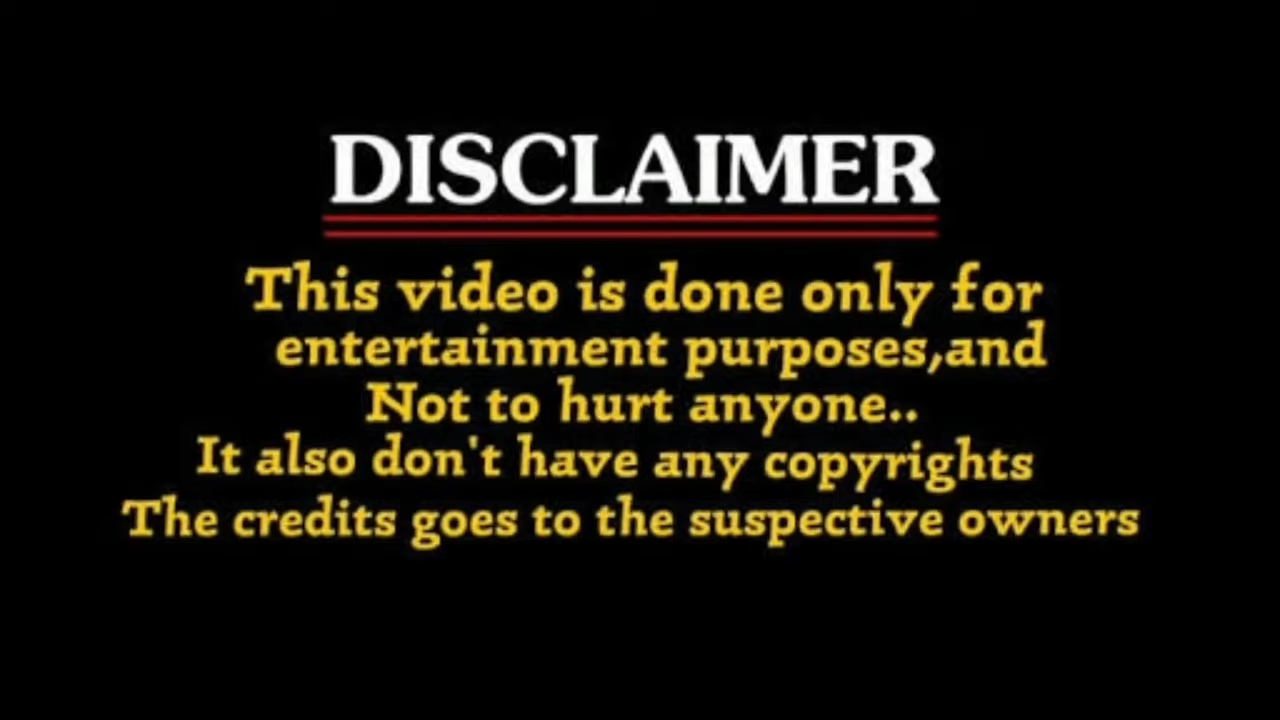 DISCLAIMER
This video is done only for
entertainment purposes,and
Not to hurt anyone..
It also don't have any copyrights
The credits goes to the suspective owners